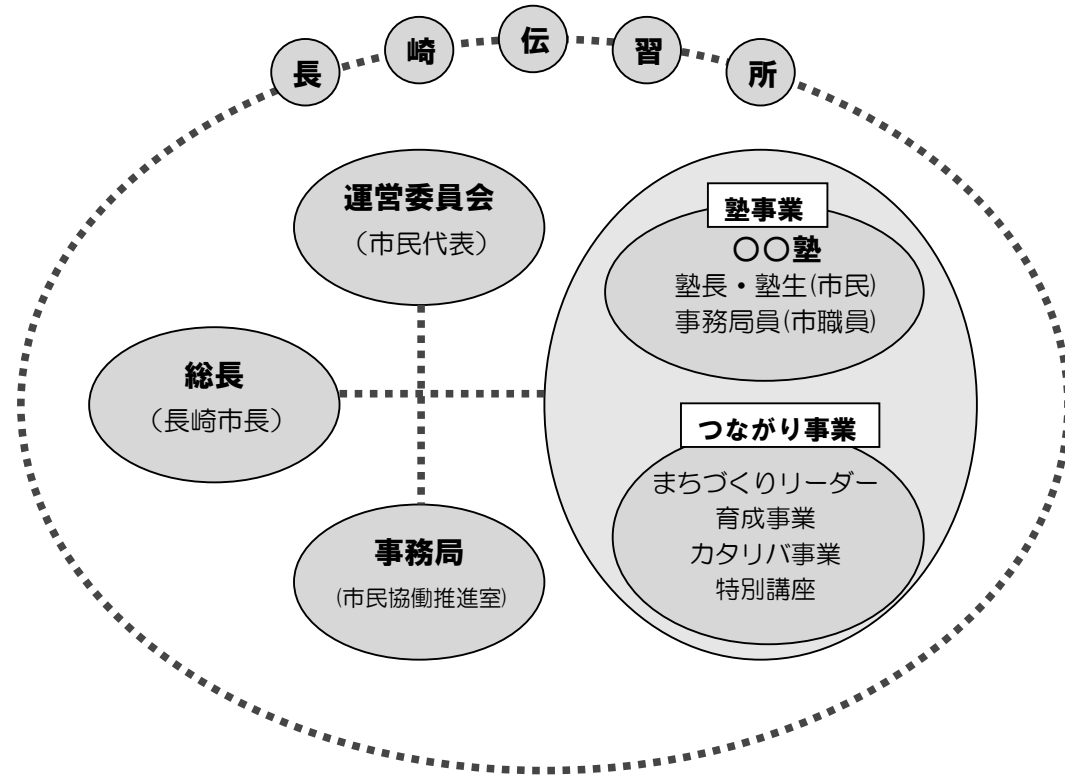 長崎伝習所
運営委員会
（市民代表）
総長
（長崎市長）
事務局
(市民協働推進室)
塾事業
〇〇塾
塾長・塾生(市民)
事務局員(市職員)
つながり事業
まちづくりリーダー
育成事業
カタリバ事業
特別講座